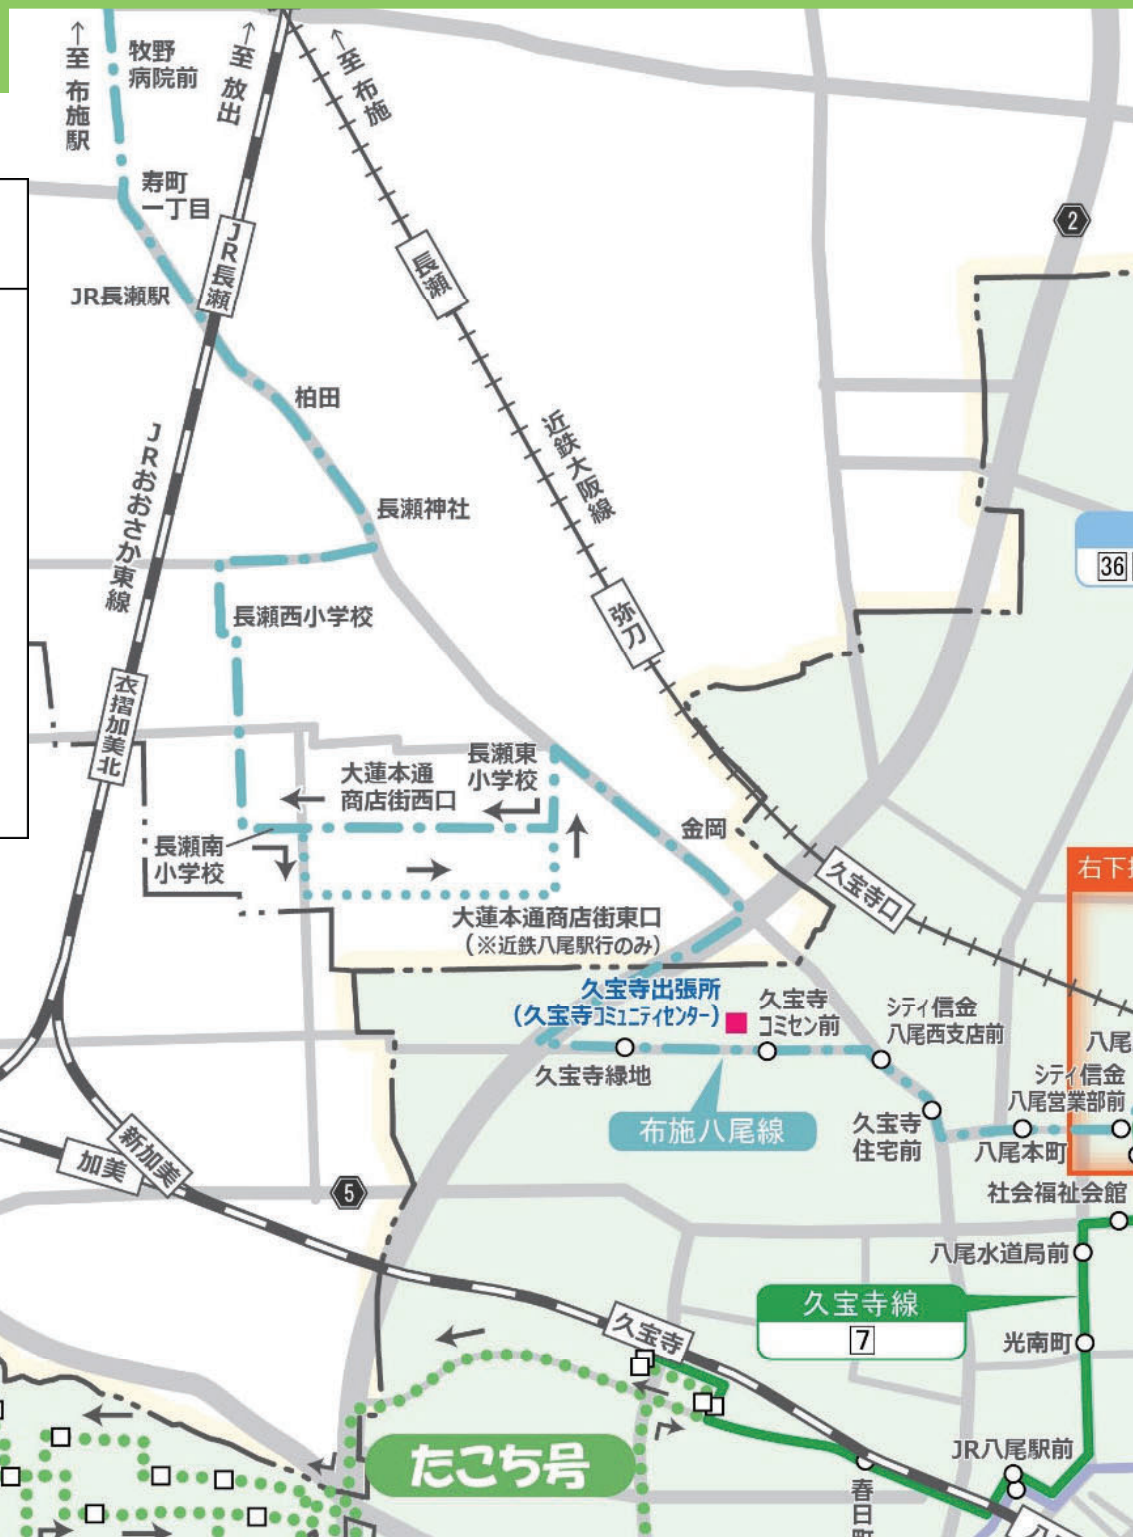 ↑至 布施駅
牧野
病院前
↑至 放出
↑至 布施
寿町
一丁目
JR長瀬
長瀬
2
JR長瀬駅
柏田
近鉄大阪線
JRおおさか東線
長瀬神社
36
長瀬西小学校
弥刀
衣摺加美北
長瀬東
小学校
大蓮本通
商店街西口
金岡
長瀬南
小学校
久宝寺口
右下
大蓮本通商店街東口
(※近鉄八尾駅行のみ)
久宝寺出張所
(久宝寺コミュニティセンター)
久宝寺
コミセン前
シティ信金
八尾西支店前
八尾
久宝寺緑地
シティ信金
八尾営業部前
布施八尾線
久宝寺
住宅前
八尾本町
新加美
加美
5
社会福祉会館
八尾水道局前
久宝寺線
7
久宝寺
光南町
たこち号
JR八尾駅前
春日町